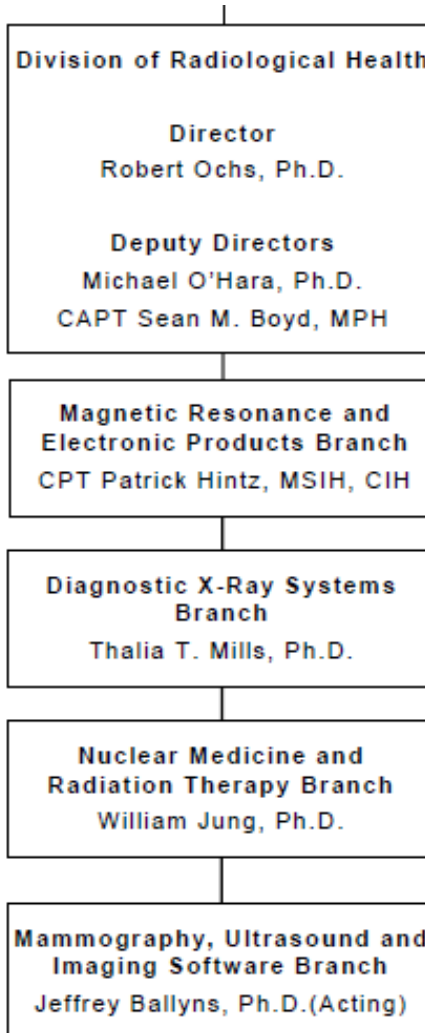 Division of Radiological Health
Director
Robert Ochs, Ph.D.
Deputy Directors
Michael O'Hara, Ph.D.
CAPT Sean M. Boyd, MPH
Magnetic Resonance and
Electronic Products Branch
CPT Patrick Hintz, MSIH, CIH
Diagnostic X-Ray Systems
Branch
Thalia T. Mills, Ph.D.
Nuclear Medicine and
Radiation Therapy Branch
William Jung, Ph.D.
Mammography, Ultrasound and
Imaging Software Branch
Jeffrey Ballyns, Ph.D.(Acting)